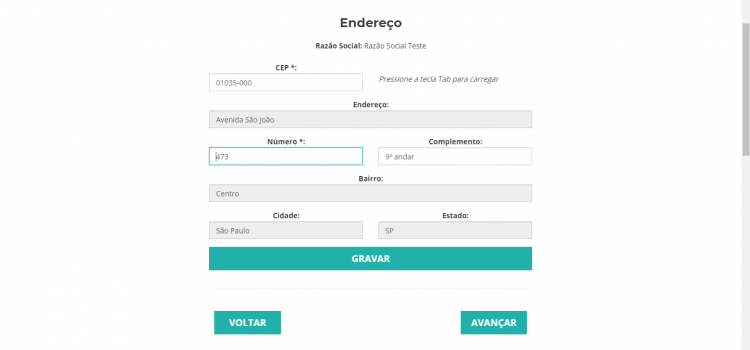 Endereço
Razão Social: Razão Social Teste
CEP *:
01035-000
Pressione a tecla Tab para carregar
Endereço:
Avenida São João
Número *:
Complemento:
473
9º andar
Bairro:
Centro
Cidade:
Estado:
São Paulo
SP
GRAVAR
VOLTAR
AVANÇAR